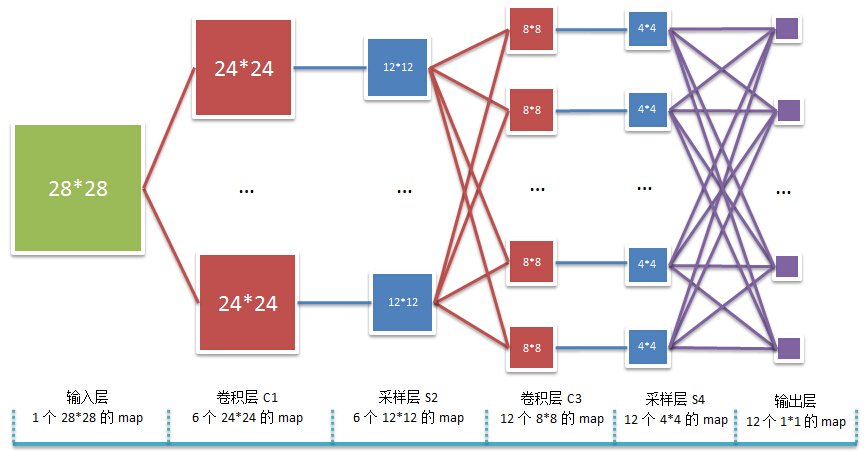 28*28
24*24
...
24*24
12*12
...
12*12
8*8
8*8
...
8*8
8*8
4*4
4*4
...
4*4
4*4
...
输入层
1 个 28*28 的 map
卷积层 C1
6 个 24*24 的 map
采样层 S2
6 个 12*12 的 map
卷积层 C3
12 个 8*8 的 map
采样层 S4
12 个 4*4 的 map
输出层
12 个 1*1 的 map